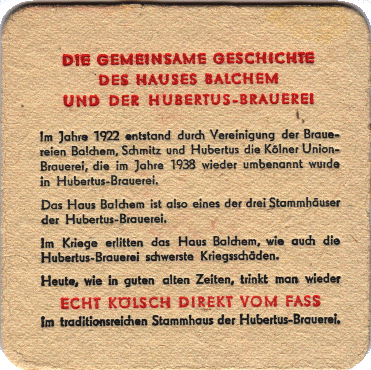 DIE GEMEINSAME GESCHICHTE
DES HAUSES BALCHEM
UND DER HUBERTUS-BRAUEREI
Im Jahre 1922 entstand durch Vereinigung der Braue-
reien Balchem, Schmitz und Hubertus die Kölner Union-
Brauerei, die im Jahre 1938 wieder umbenannt wurde
in Hubertus-Brauerei.
Das Haus Balchem ist also eines der drei Stammhäuser
der Hubertus-Brauerei.
Im Kriege erlitten das Haus Balchem, wie auch die
Hubertus-Brauerei schwerste Kriegsschäden.
Heute, wie in guten alten Zeiten, trinkt man wieder
ECHT KÖLSCH DIREKT VOM FASS
im traditionsreichen Stammhaus der Hubertus-Brauerei.